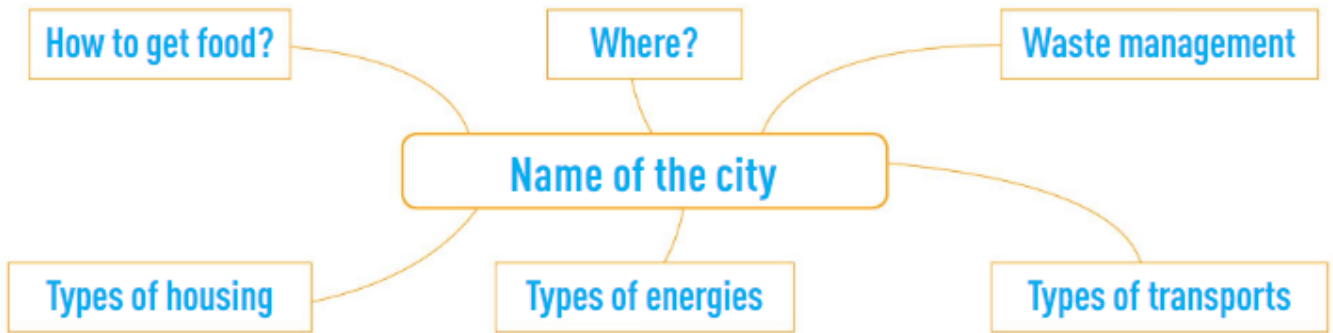 How to get food?
Where?
Waste management
Name of the city
Types of housing
Types of energies
Types of transports